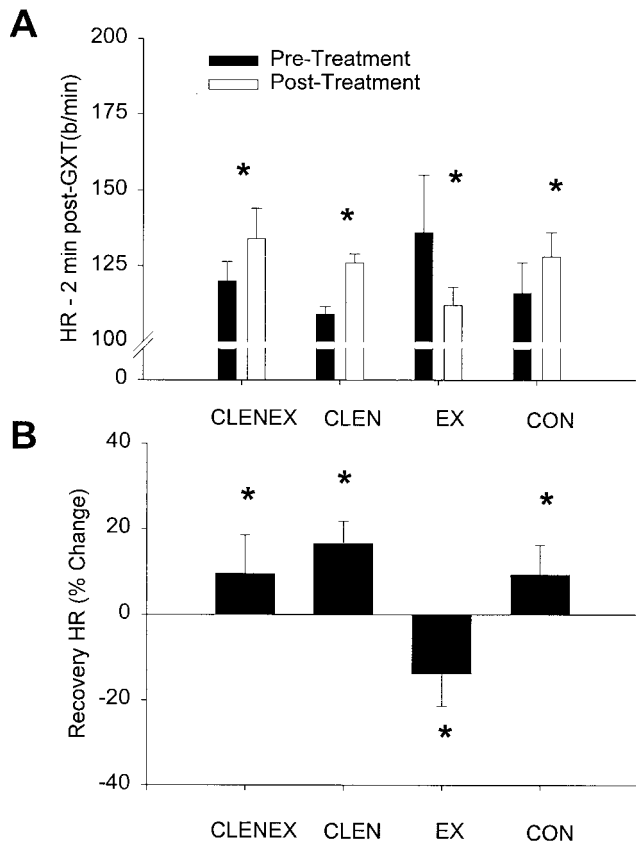 A
HR - 2 min post-GXT(b/min)
200
175
150
125
100
0
Pre-Treatment
Post-Treatment
* * * *
CLENEX CLEN EX CON
B
Recovery HR (% Change)
40
20
0
-20
-40
* * * *
CLENEX CLEN EX CON